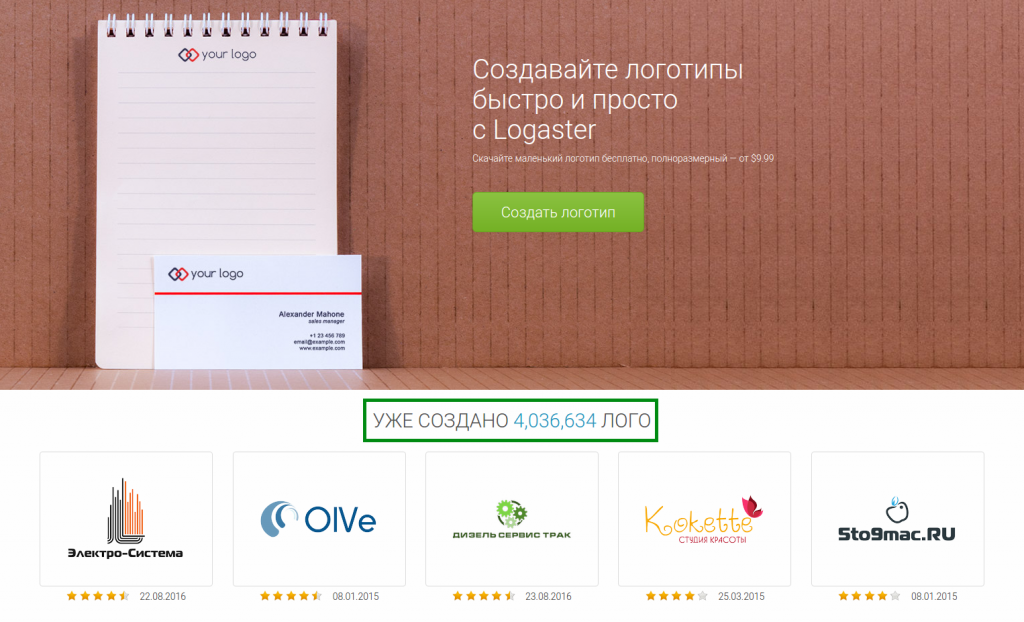 your logo
Создавайте логотипы
быстро и просто
с Logaster
Скачайте маленький логотип бесплатно, полноразмерный — от $9.99
Создать логотип
your logo
Alexander Mahone
sales manager
+1 23 456 789
email@example.com
www.example.com
УЖЕ СОЗДАНО 4,036,634 ЛОГО
Электро-Система
OIVe
ДИЗЕЛЬ СЕРВИС ТРАК
Kokette
СТУДИЯ КРАСОТЫ
Sto9mac.RU
22.08.2016
08.01.2015
23.08.2016
25.03.2015
08.01.2015